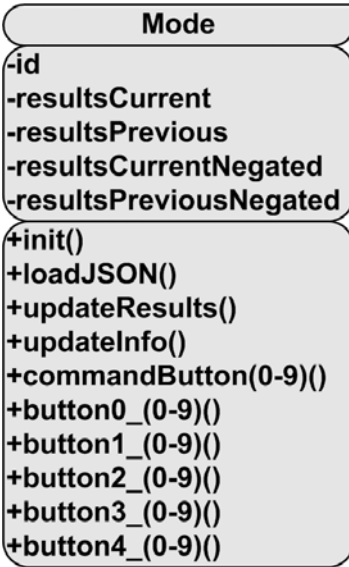 Mode
-id
-resultsCurrent
-resultsPrevious
-resultsCurrentNegated
-resultsPreviousNegated
+init()
+loadJSON()
+updateResults()
+updateInfo()
+commandButton(0-9)()
+button0_(0-9)()
+button1_(0-9)()
+button2_(0-9)()
+button3_(0-9)()
+button4_(0-9)()